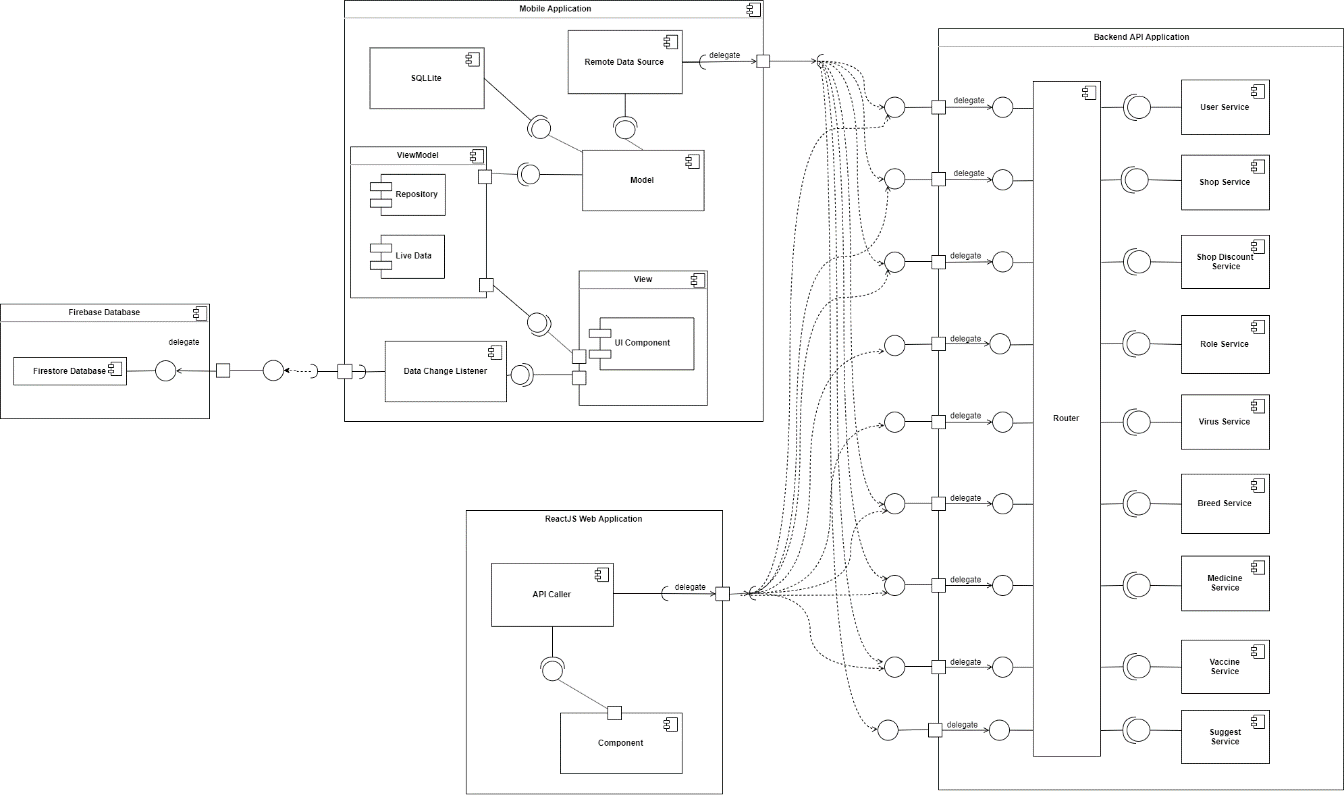 Mobile Application
SQLLite
Remote Data Source
delegate
ViewModel
Repository
Live Data
Model
View
UI Component
Data Change Listener
Firebase Database
delegate
Firestore Database
ReactJS Web Application
API Caller
delegate
Component
Backend API Application
Router
delegate
User Service
delegate
Shop Service
delegate
Shop Discount
Service
delegate
Role Service
delegate
Virus Service
delegate
Breed Service
delegate
Medicine
Service
delegate
Vaccine
Service
delegate
Suggest
Service